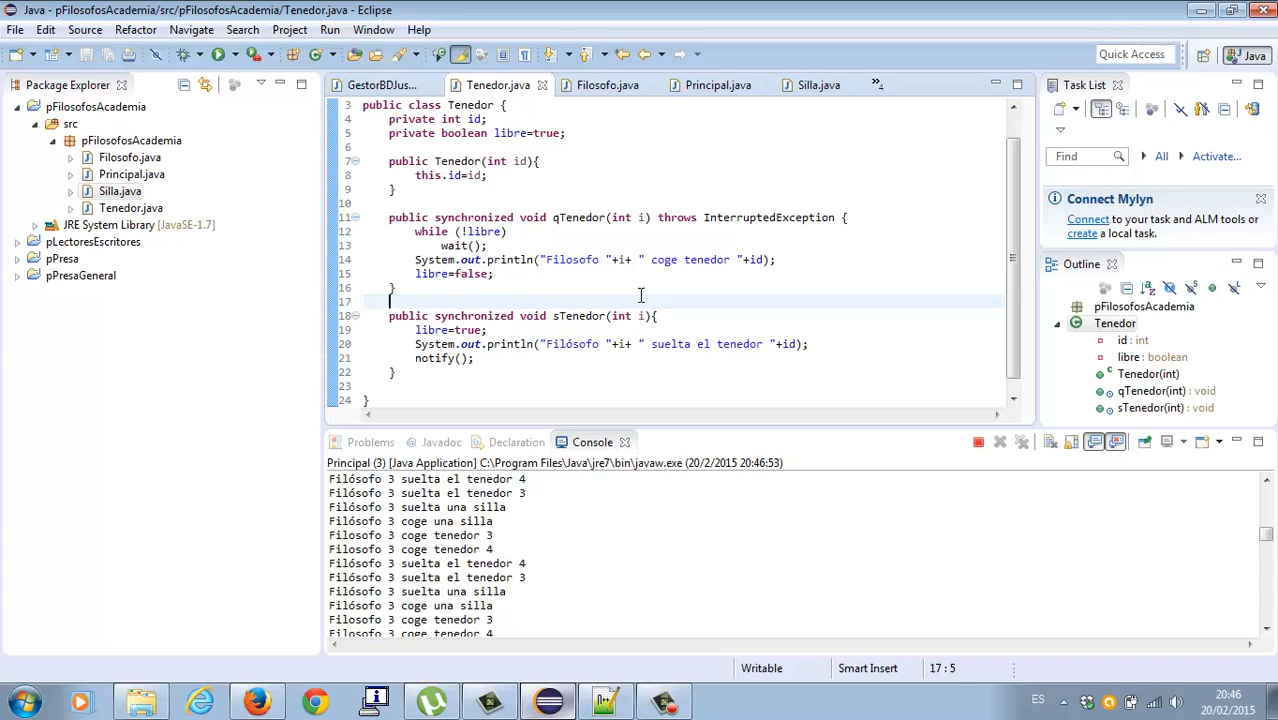 Java - pFilosofosAcademia/src/pFilosofosAcademia/Tenedor.java - Eclipse
File Edit Source Refactor Navigate Search Project Run Window Help
Quick Access
Java
Package Explorer
pFilosofosAcademia
src
pFilosofosAcademia
Filosofo.java
Principal.java
Silla.java
Tenedor.java
JRE System Library [JavaSE-1.7]
pLectoresEscritores
pPresa
pPresaGeneral
GestorBDJus... Tenedor.java Filosofo.java Principal.java Silla.java »4
3 public class Tenedor {
4 private int id;
5 private boolean libre=true;
6
7 public Tenedor(int id){
8 this.id=id;
9 }
10
11 public synchronized void qTenedor(int i) throws InterruptedException {
12 while (!libre)
13 wait();
14 System.out.println("Filosofo "+i+ " coge tenedor "+id);
15 libre=false;
16 }
17
18 public synchronized void sTenedor(int i){
19 libre=true;
20 System.out.println("Filósofo "+i+ " suelta el tenedor "+id);
21 notify();
22 }
23
24 }
Task List
Find All Activate...
Connect Mylyn
Connect to your task and ALM tools or
create a local task.
Outline
pFilosofosAcademia
Tenedor
id : int
libre : boolean
Tenedor(int)
qTenedor(int) : void
sTenedor(int) : void
Problems @ Javadoc Declaration Console
Principal (3) [Java Application] C:\Program Files\Java\jre7\bin\javaw.exe (20/2/2015 20:46:53)
Filósofo 3 suelta el tenedor 4
Filósofo 3 suelta el tenedor 3
Filósofo 3 suelta una silla
Filósofo 3 coge una silla
Filosofo 3 coge tenedor 3
Filosofo 3 coge tenedor 4
Filósofo 3 suelta el tenedor 4
Filósofo 3 suelta el tenedor 3
Filósofo 3 suelta una silla
Filósofo 3 coge una silla
Filosofo 3 coge tenedor 3
Filosofo 3 coge tenedor 4
Writable Smart Insert 17 : 5
ES
20:46
20/02/2015